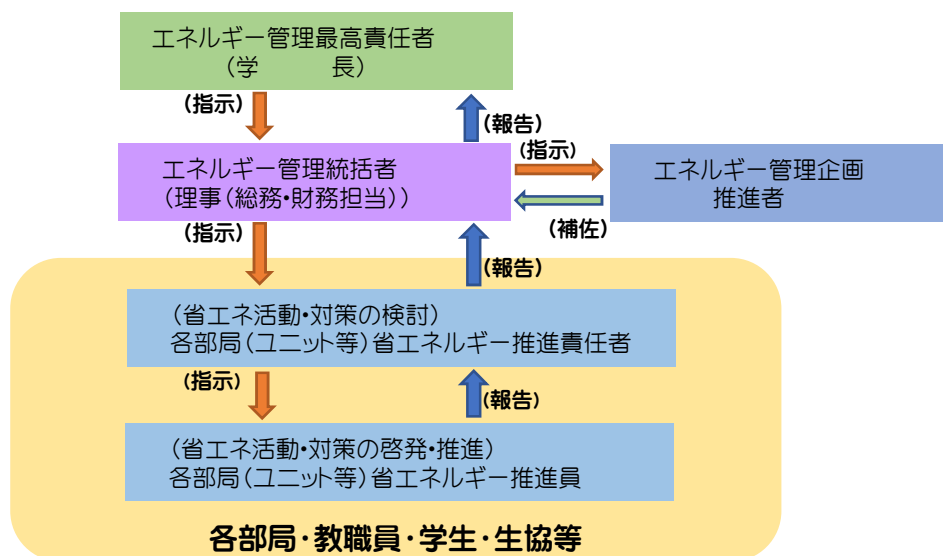 エネルギー管理最高責任者
(学　　　長)
(指示)
(報告)
(指示)
エネルギー管理統括者
(理事(総務・財務担当))
エネルギー管理企画
推進者
(補佐)
(指示)
(報告)
(省エネ活動・対策の検討)
各部局(ユニット等)省エネルギー推進責任者
(指示)
(報告)
(省エネ活動・対策の啓発・推進)
各部局(ユニット等)省エネルギー推進員
各部局・教職員・学生・生協等